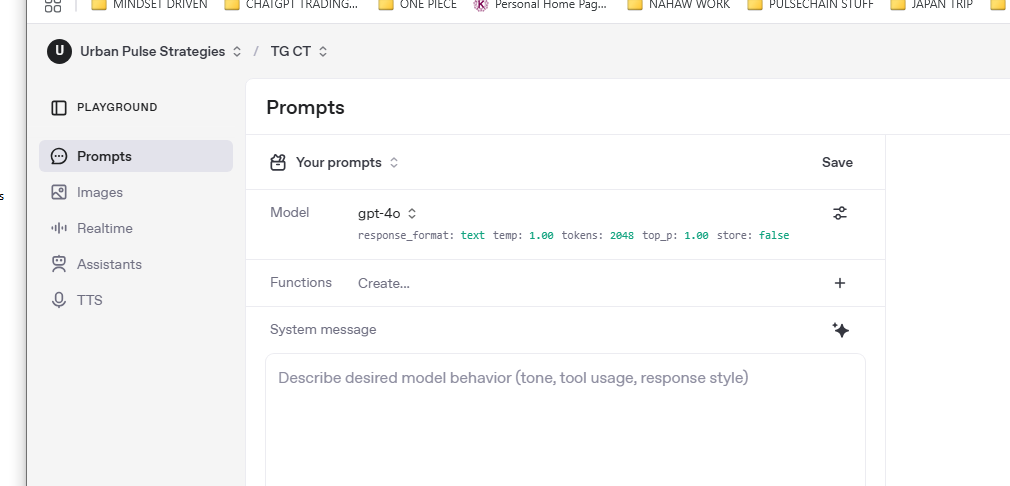 MINDSET DRIVEN CHATGPT TRADING... ONE PIECE Personal Home Pag... NAHAW WORK PULSECHAIN STUFF JAPAN TRIP
U Urban Pulse Strategies / TG CT
PLAYGROUND
Prompts
Images
Realtime
Assistants
TTS
s
Prompts
Your prompts Save
Model gpt-4o
response_format: text temp: 1.00 tokens: 2048 top_p: 1.00 store: false
Functions Create... +
System message
Describe desired model behavior (tone, tool usage, response style)